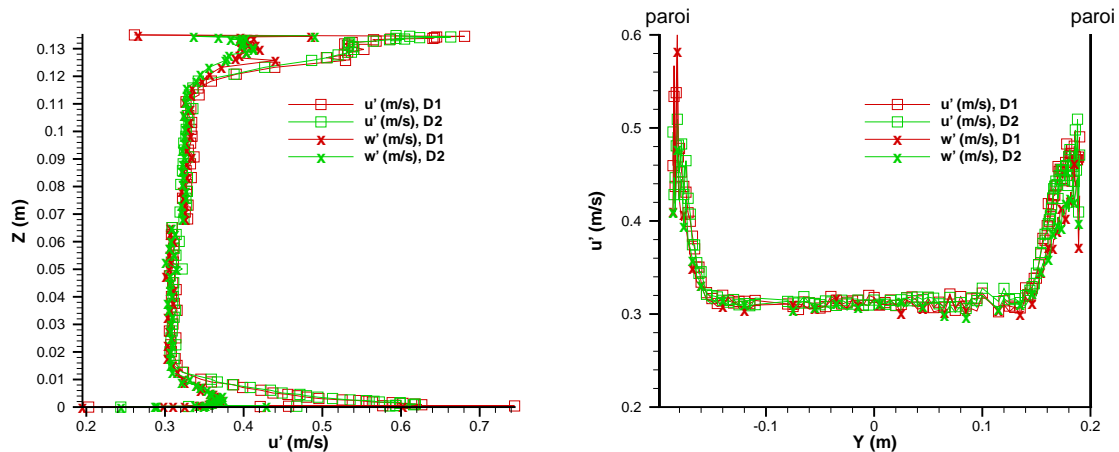 0.13
0.12
0.11
0.1
0.09
0.08
0.07
0.06
0.05
0.04
0.03
0.02
0.01
0
Z (m)
0.2 0.3 0.4 0.5 0.6 0.7
u' (m/s)
u' (m/s), D1
u' (m/s), D2
w' (m/s), D1
w' (m/s), D2
paroi paroi
0.6
0.5
0.4
0.3
0.2
u' (m/s)
-0.1 0 0.1 0.2
Y (m)
u' (m/s), D1
u' (m/s), D2
w' (m/s), D1
w' (m/s), D2